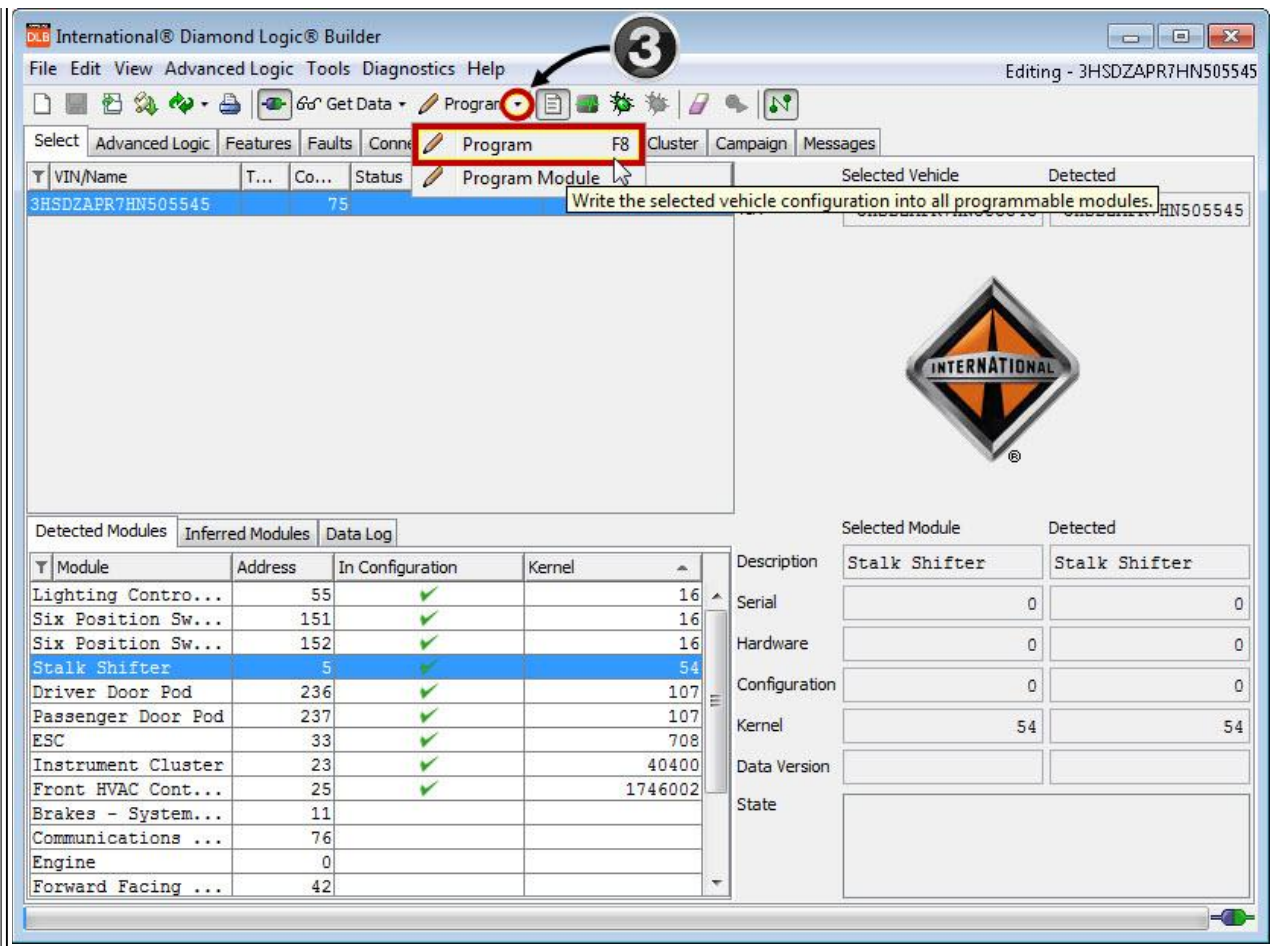 DLB International® Diamond Logic® Builder
3
File Edit View Advanced Logic Tools Diagnostics Help Editing - 3HSDZAPR7HN505545
Get Data Program
Select Advanced Logic Features Faults Cluster Campaign Messages
Program F8
Program Module
Write the selected vehicle configuration into all programmable modules.
VIN/Name T... Co... Status Selected Vehicle Detected
3HSDZAPR7HN505545 75 HN505545
INTERNATIONAL
®
Detected Modules Inferred Modules Data Log Selected Module Detected
Module Address In Configuration Kernel
Description Stalk Shifter Stalk Shifter
Lighting Contro... 55 16
Serial 0 0
Six Position Sw... 151 16
Six Position Sw... 152 16
Hardware 0 0
Stalk Shifter 5 54
Driver Door Pod 236 107
Configuration 0 0
Passenger Door Pod 237 107
Kernel 54 54
ESC 33 708
Instrument Cluster 23 40400
Data Version
Front HVAC Cont... 25 1746002
State
Brakes - System... 11
Communications ... 76
Engine 0
Forward Facing ... 42